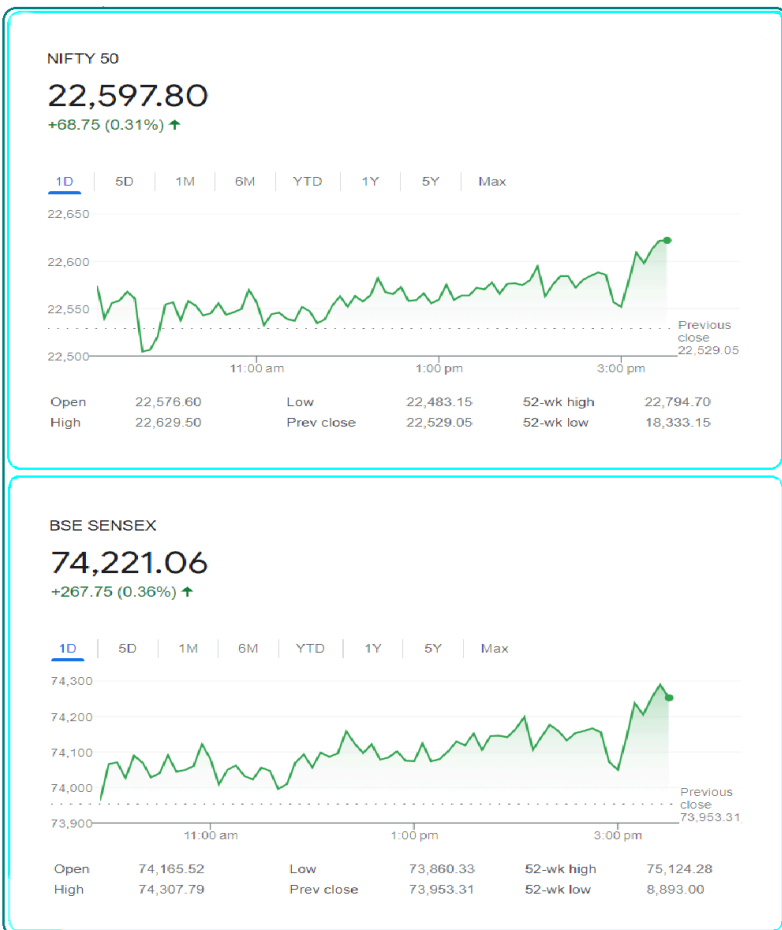 NIFTY 50
22,597.80
+68.75 (0.31%) ↑
1D 5D 1M 6M YTD 1Y 5Y Max
22,650
22,600
22,550
22,500
Previous
close
22,529.05
11:00 am 1:00 pm 3:00 pm
Open 22,576.60 Low 22,483.15 52-wk high 22,794.70
High 22,629.50 Prev close 22,529.05 52-wk low 18,333.15
BSE SENSEX
74,221.06
+267.75 (0.36%) ↑
1D 5D 1M 6M YTD 1Y 5Y Max
74,300
74,200
74,100
74,000
73,900
Previous
close
73,953.31
11:00 am 1:00 pm 3:00 pm
Open 74,165.52 Low 73,860.33 52-wk high 75,124.28
High 74,307.79 Prev close 73,953.31 52-wk low 8,893.00